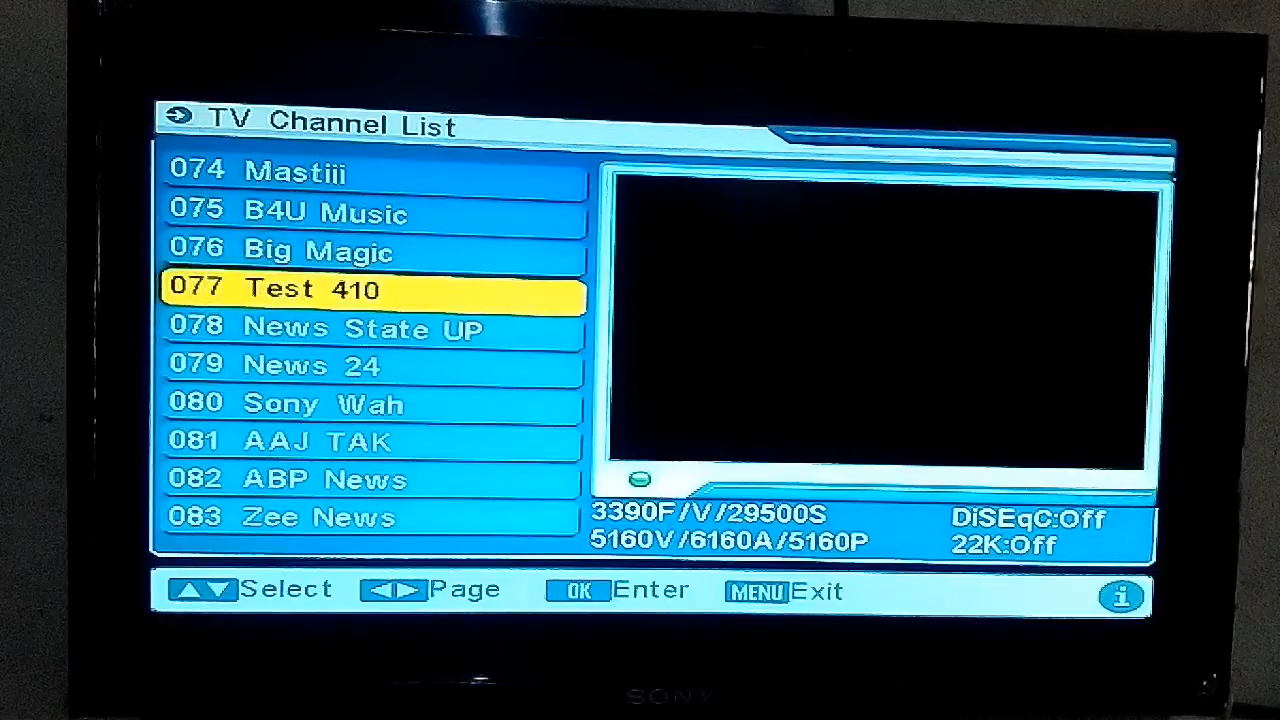 TV Channel List
074 Mastiii
075 B4U Music
076 Big Magic
077 Test 410
078 News State UP
079 News 24
080 Sony Wah
081 AAJ TAK
082 ABP News
083 Zee News
3390F/V/29500S DiSEqC:Off
5160V/6160A/5160P 22K:Off
Select Page OK Enter MENU Exit i
SONY